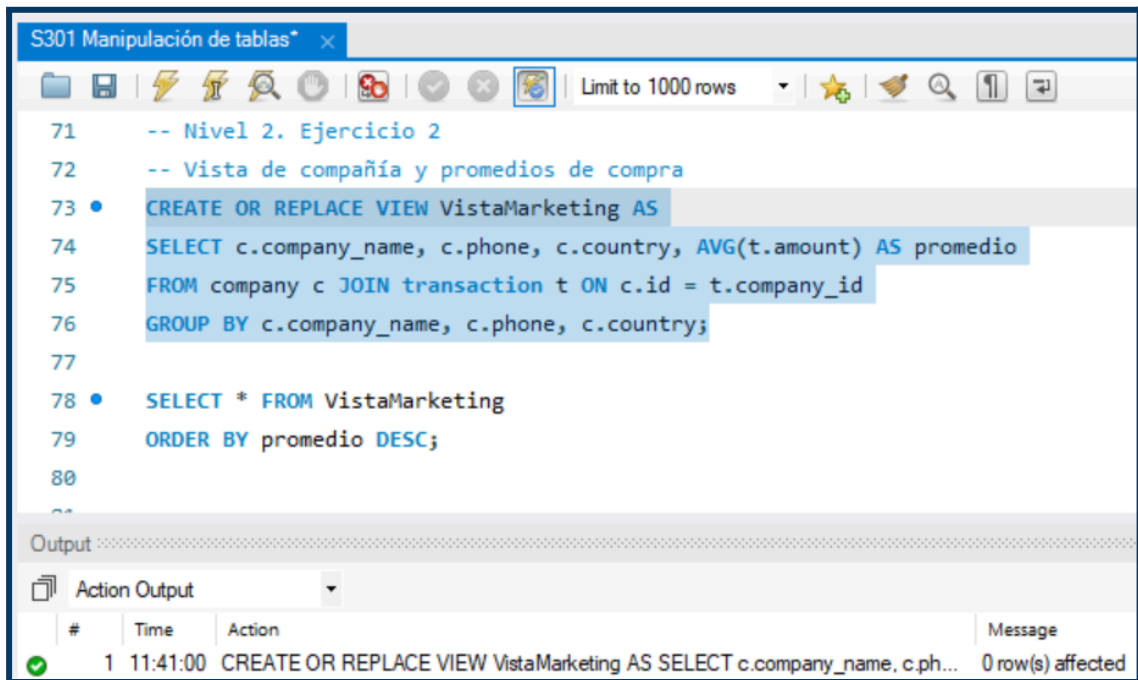 S301 Manipulación de tablas*
Limit to 1000 rows
71 -- Nivel 2. Ejercicio 2
72 -- Vista de compañía y promedios de compra
73 CREATE OR REPLACE VIEW VistaMarketing AS
74 SELECT c.company_name, c.phone, c.country, AVG(t.amount) AS promedio
75 FROM company c JOIN transaction t ON c.id = t.company_id
76 GROUP BY c.company_name, c.phone, c.country;
77
78 SELECT * FROM VistaMarketing
79 ORDER BY promedio DESC;
80
Output
Action Output
# Time Action Message
1 11:41:00 CREATE OR REPLACE VIEW VistaMarketing AS SELECT c.company_name, c.ph... 0 row(s) affected